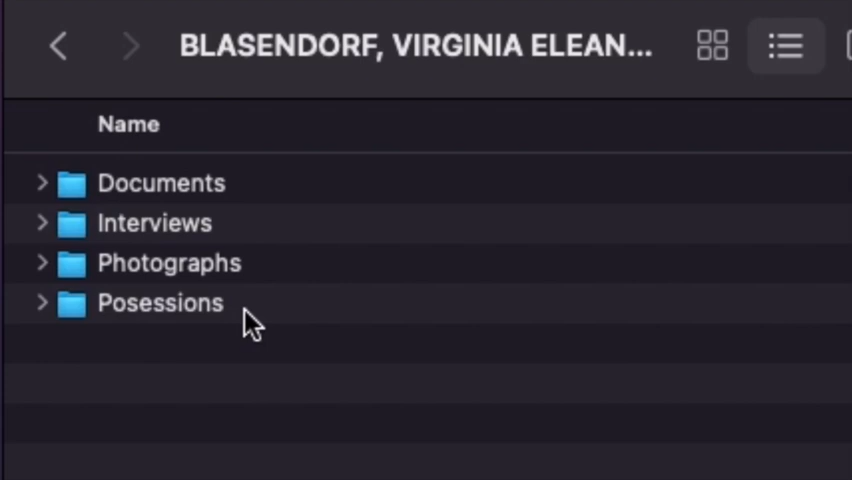 BLASENDORF, VIRGINIA ELEAN...
Name
Documents
Interviews
Photographs
Posessions